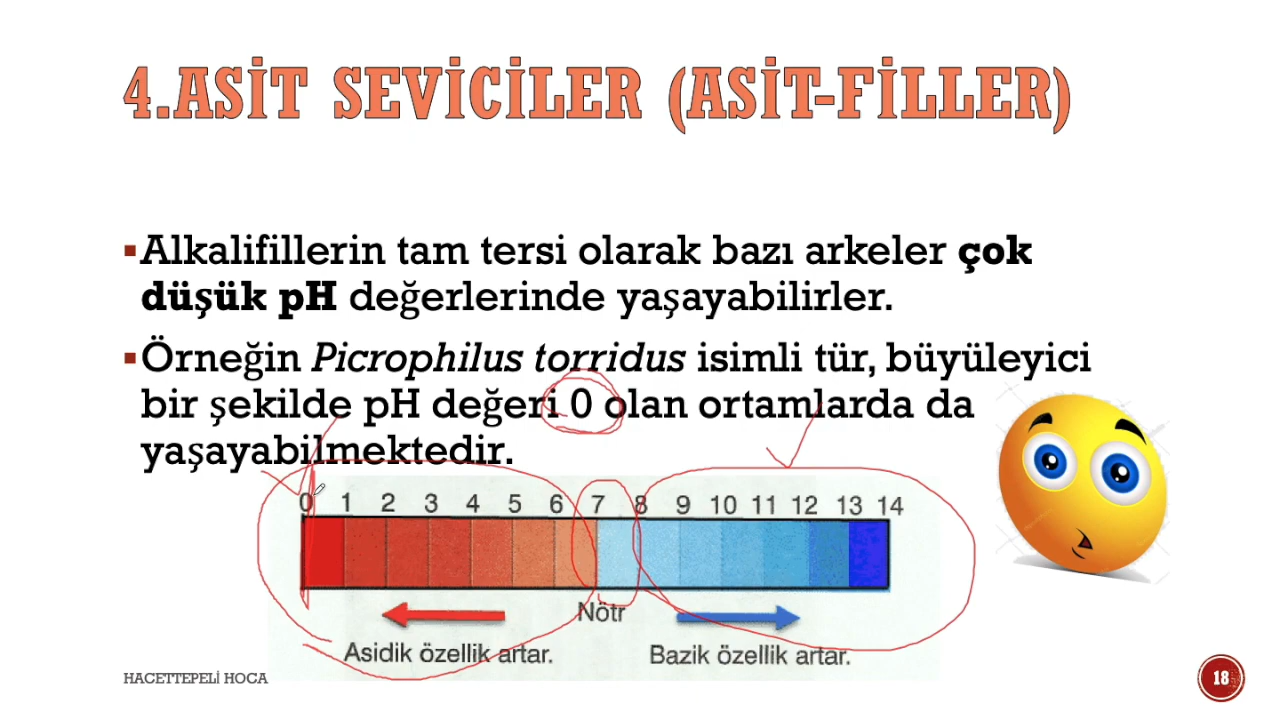 4.ASİT SEVİCİLER (ASİT-FİLLER)
▪Alkalifillerin tam tersi olarak bazı arkeler çok
düşük pH değerlerinde yaşayabilirler.
▪Örneğin Picrophilus torridus isimli tür, büyüleyici
bir şekilde pH değeri 0 olan ortamlarda da
yaşayabilmektedir.
0 1 2 3 4 5 6 7 8 9 10 11 12 13 14
Nötr
Asidik özellik artar. Bazik özellik artar.
HACETTEPELİ HOCA
18